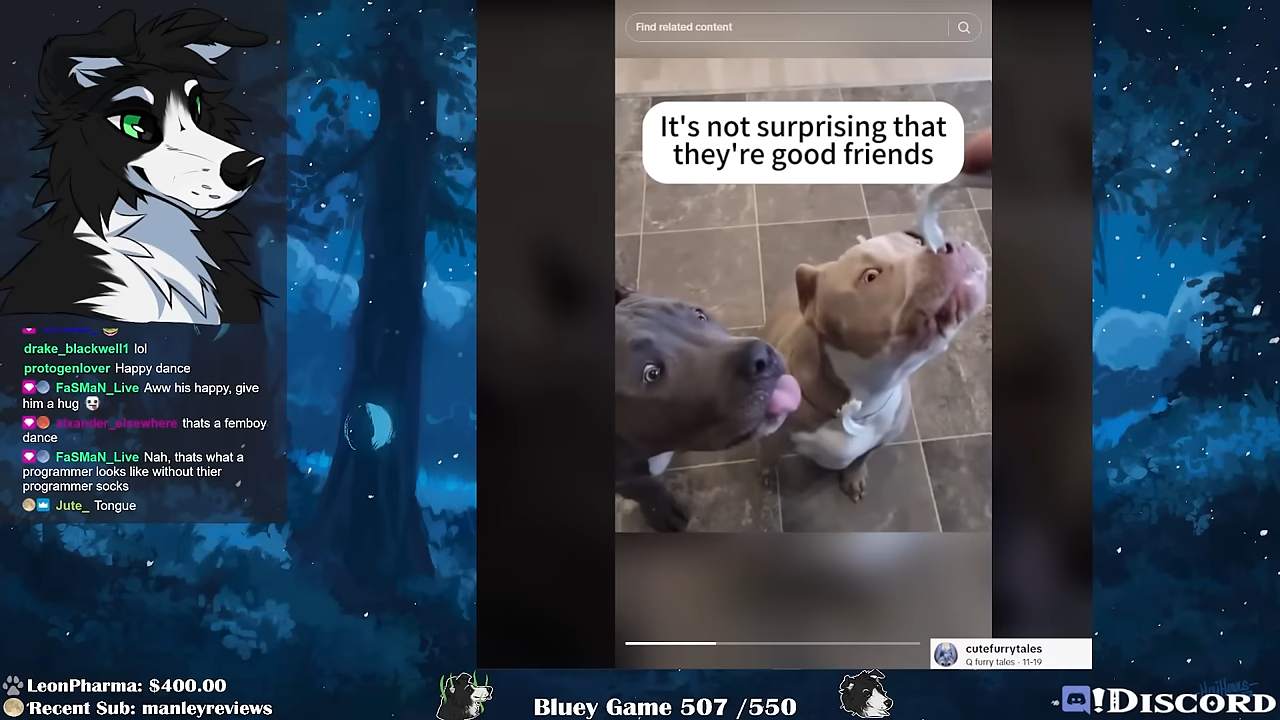 Find related content
It's not surprising that
they're good friends
drake_blackwell1 lol
protogenlover Happy dance
FaSMaN_Live Aww his happy, give
him a hug
aixander_elsewhere thats a femboy
dance
FaSMaN_Live Nah, thats what a
programmer looks like without thier
programmer socks
Jute_ Tongue
cutefurrytales
Q furry tales · 11-19
LeonPharma: $400.00
Recent Sub: manleyreviews
Bluey Game 507 /550
!Discord